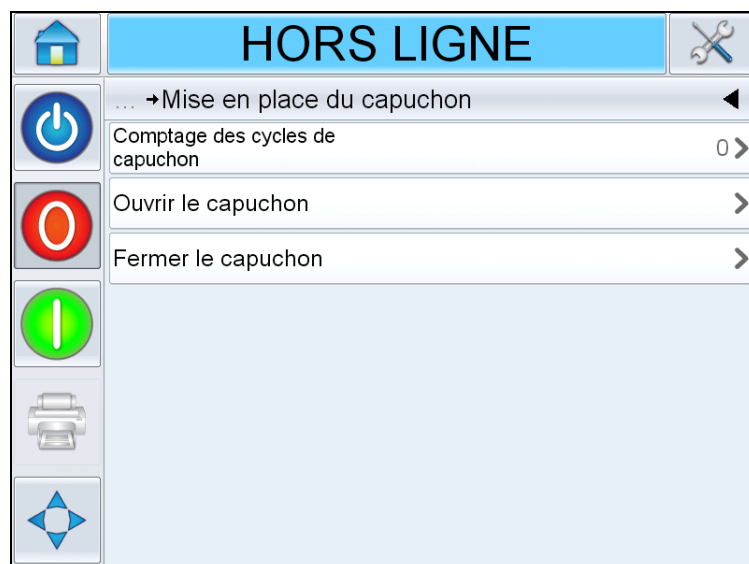 HORS LIGNE
... →Mise en place du capuchon
Comptage des cycles de
capuchon
0
Ouvrir le capuchon
Fermer le capuchon